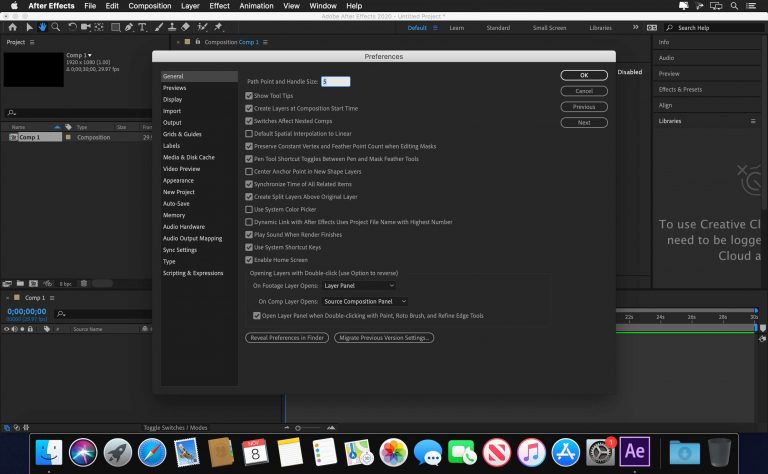 After Effects File Edit Composition Layer Effect Animation View Window Help
Adobe After Effects 2020 - Untitled Project *
Default Learn Standard Small Screen Libraries
Project
Composition Comp 1
Comp 1
1920 x 1080 (1.00)
Δ 0;00;30;00, 29.97 fps
Name Type Size Frame
Comp 1 Composition 29.9
8 bpc
Preferences
General
Previews
Display
Import
Output
Grids & Guides
Labels
Media & Disk Cache
Video Preview
Appearance
New Project
Auto-Save
Memory
Audio Hardware
Audio Output Mapping
Sync Settings
Type
Scripting & Expressions
Path Point and Handle Size: 5
Show Tool Tips
Create Layers at Composition Start Time
Switches Affect Nested Comps
Default Spatial Interpolation to Linear
Preserve Constant Vertex and Feather Point Count when Editing Masks
Pen Tool Shortcut Toggles Between Pen and Mask Feather Tools
Center Anchor Point in New Shape Layers
Synchronize Time of All Related Items
Create Split Layers Above Original Layer
Use System Color Picker
Dynamic Link with After Effects Uses Project File Name with Highest Number
Play Sound When Render Finishes
Use System Shortcut Keys
Enable Home Screen
Opening Layers with Double-click (use Option to reverse)
On Footage Layer Opens: Layer Panel
On Comp Layer Opens: Source Composition Panel
Open Layer Panel when Double-clicking with Paint, Roto Brush, and Refine Edge Tools
Reveal Preferences in Finder Migrate Previous Version Settings...
OK
Cancel
Previous
Next
Disabled
Info
Audio
Preview
Effects & Presets
Align
Libraries
To use Creative Cl
need to be logge
Cloud a
Comp 1
0;00;00;00
00000 (29.97 fps)
# Source Name
22s 24s 26s 28s 30s
Toggle Switches / Modes
NOV
8
1
Ae